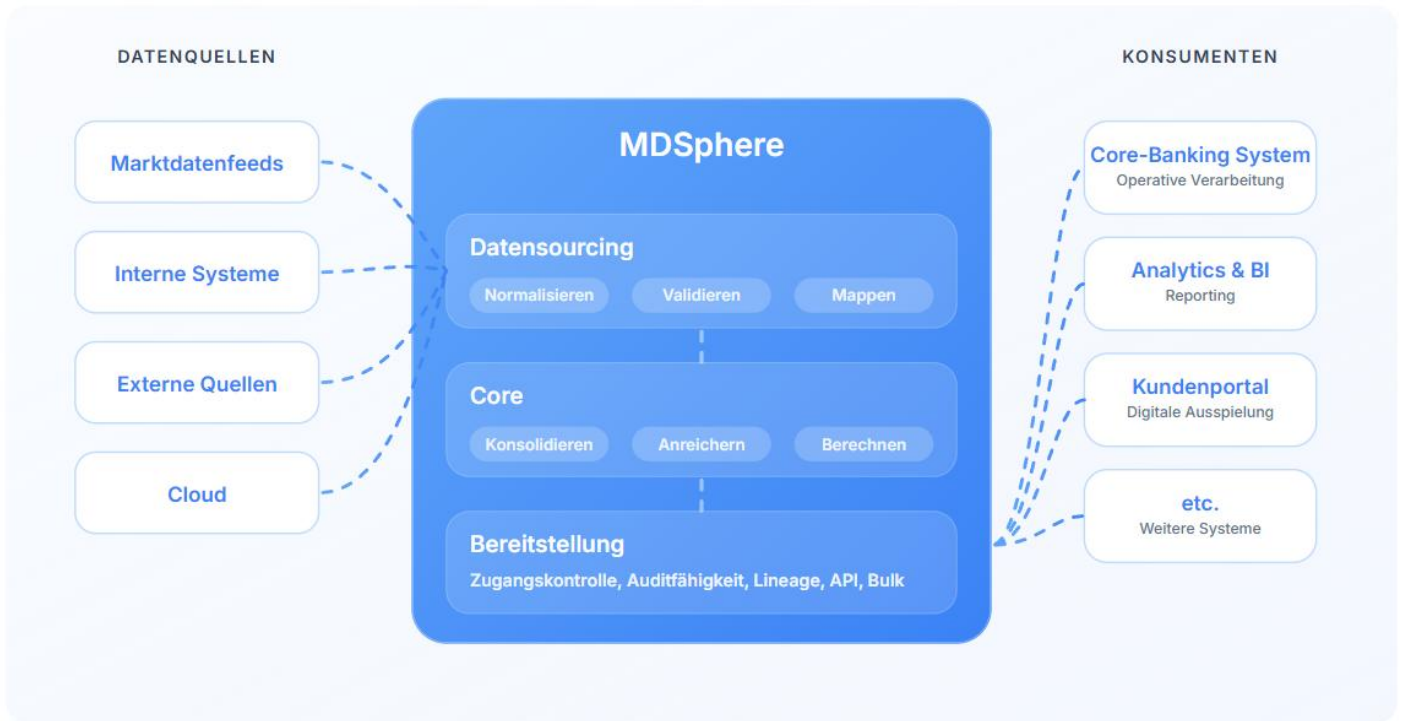 DATENQUELLEN
Marktdatenfeeds
Interne Systeme
Externe Quellen
Cloud
MDSphere
Datensourcing
Normalisieren
Validieren
Mappen
Core
Konsolidieren
Anreichern
Berechnen
Bereitstellung
Zugangskontrolle, Auditfähigkeit, Lineage, API, Bulk
KONSUMENTEN
Core-Banking System
Operative Verarbeitung
Analytics & BI
Reporting
Kundenportal
Digitale Ausspielung
etc.
Weitere Systeme